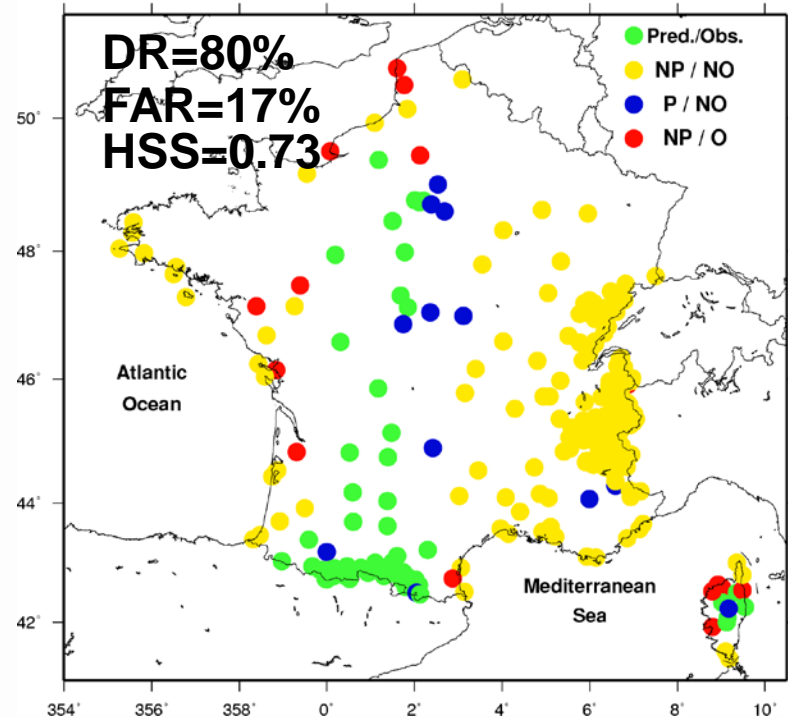 DR=80%
FAR=17%
HSS=0.73
Pred./Obs.
NP / NO
P / NO
NP / O
50°
48°
46°
44°
42°
Atlantic
Ocean
Mediterranean
Sea
354° 356° 358° 0° 2° 4° 6° 8° 10°